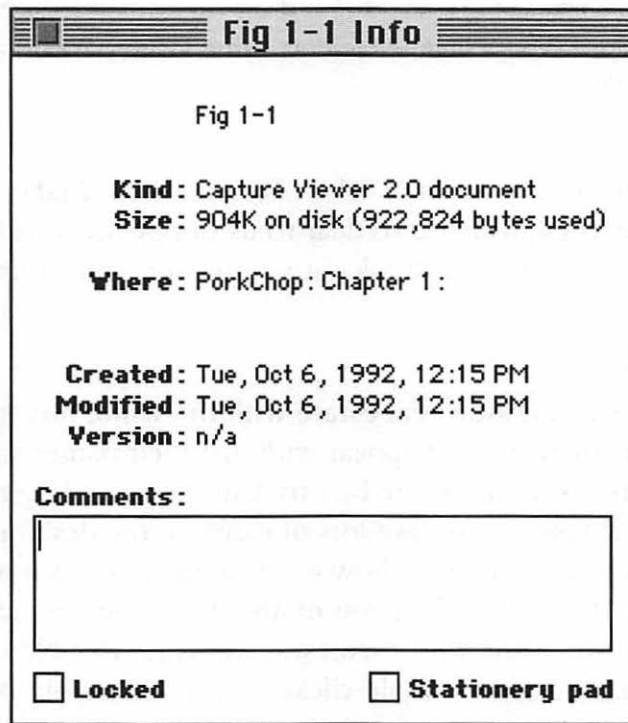 Fig 1-1 Info
Fig 1-1
Kind: Capture Viewer 2.0 document
Size: 904K on disk (922,824 bytes used)
Where: PorkChop: Chapter 1:
Created: Tue, Oct 6, 1992, 12:15 PM
Modified: Tue, Oct 6, 1992, 12:15 PM
Version: n/a
Comments:
Locked Stationery pad